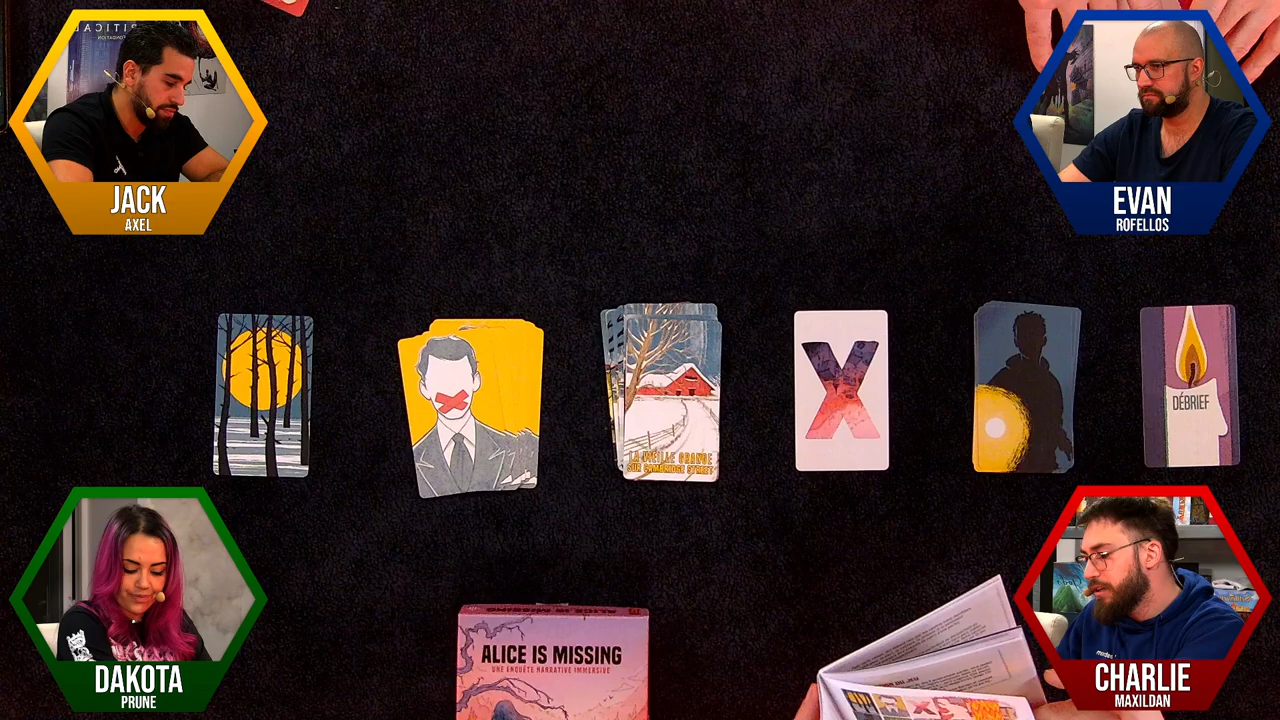 JACK
AXEL
EVAN
ROFELLOS
LA VIEILLE GRANGE
SUR CAMBRIDGE STREET
X
DÉBRIEF
DAKOTA
PRUNE
ALICE IS MISSING
UNE ENQUÊTE NARRATIVE IMMERSIVE
CHARLIE
MAXILDAN